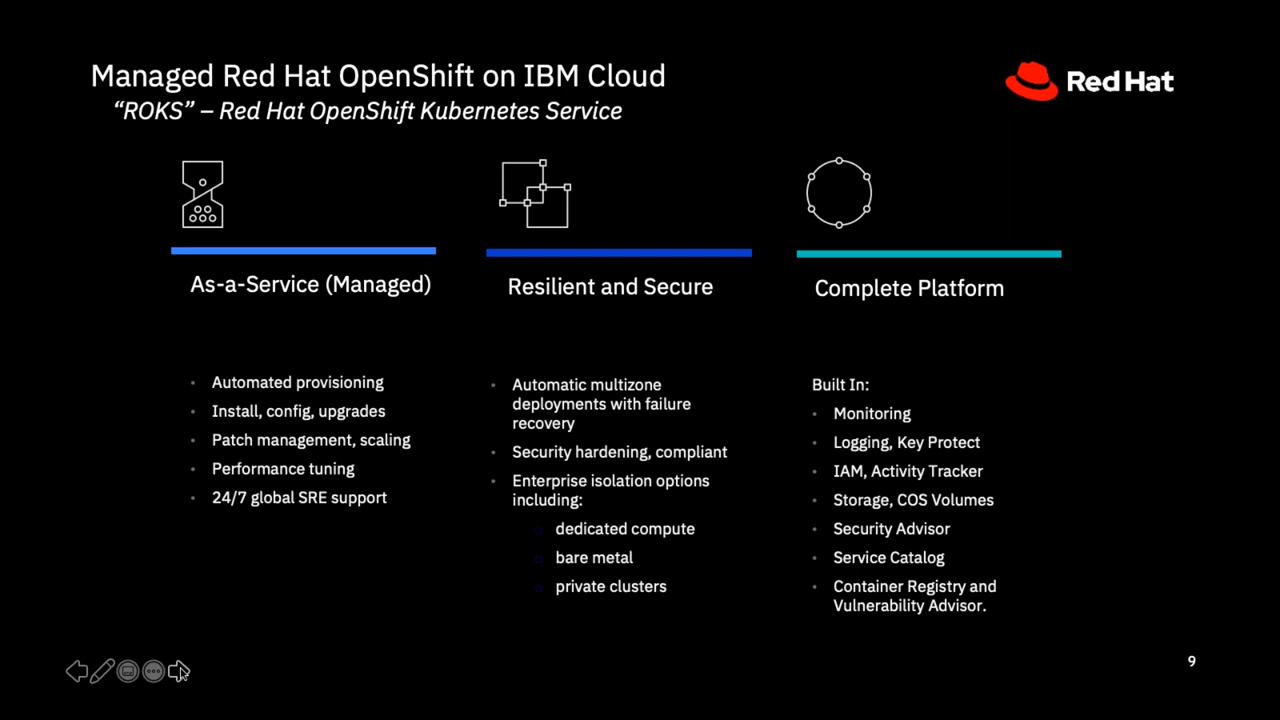 Managed Red Hat OpenShift on IBM Cloud
“ROKS” – Red Hat OpenShift Kubernetes Service
Red Hat
As-a-Service (Managed)
• Automated provisioning
• Install, config, upgrades
• Patch management, scaling
• Performance tuning
• 24/7 global SRE support
Resilient and Secure
• Automatic multizone
deployments with failure
recovery
• Security hardening, compliant
• Enterprise isolation options
including:
dedicated compute
bare metal
private clusters
Complete Platform
Built In:
• Monitoring
• Logging, Key Protect
• IAM, Activity Tracker
• Storage, COS Volumes
• Security Advisor
• Service Catalog
• Container Registry and
Vulnerability Advisor.
9